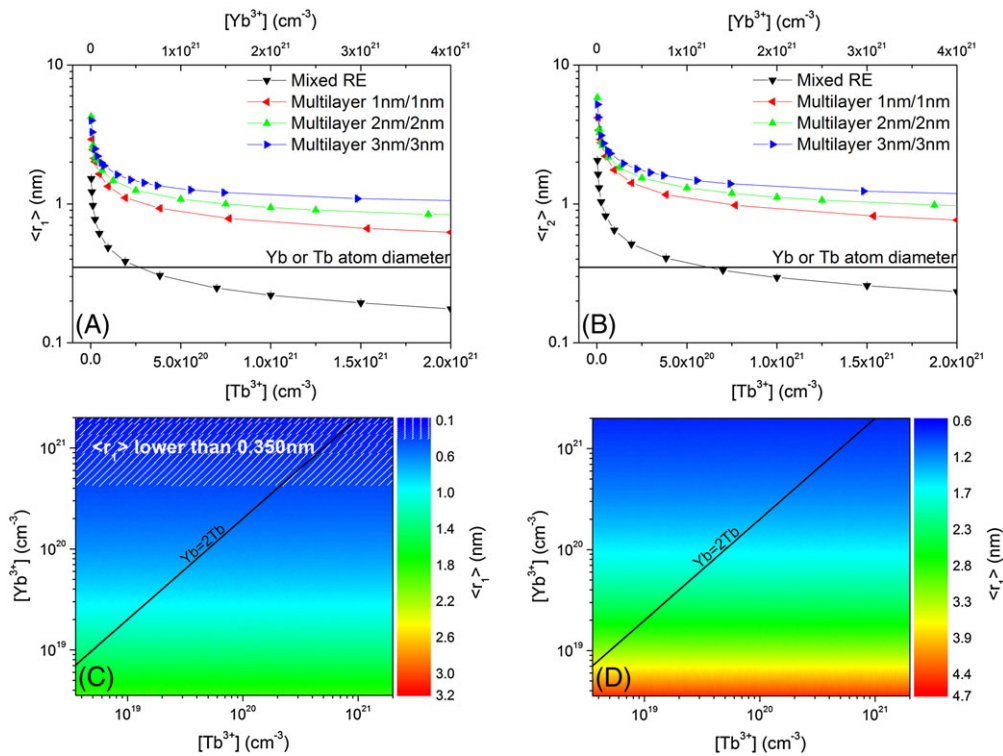 [Yb³⁺] (cm⁻³)
0 1x10²¹ 2x10²¹ 3x10²¹ 4x10²¹
10
1
0.1
<r₁> (nm)
Mixed RE
Multilayer 1nm/1nm
Multilayer 2nm/2nm
Multilayer 3nm/3nm
Yb or Tb atom diameter
(A)
0.0 5.0x10²⁰ 1.0x10²¹ 1.5x10²¹ 2.0x10²¹
[Tb³⁺] (cm⁻³)
[Yb³⁺] (cm⁻³)
0 1x10²¹ 2x10²¹ 3x10²¹ 4x10²¹
10
1
0.1
<r₂> (nm)
Mixed RE
Multilayer 1nm/1nm
Multilayer 2nm/2nm
Multilayer 3nm/3nm
Yb or Tb atom diameter
(B)
0.0 5.0x10²⁰ 1.0x10²¹ 1.5x10²¹ 2.0x10²¹
[Tb³⁺] (cm⁻³)
<r₁> lower than 0.350nm
Yb=2Tb
(C)
10²¹
10²⁰
10¹⁹
[Yb³⁺] (cm⁻³)
10¹⁹ 10²⁰ 10²¹
[Tb³⁺] (cm⁻³)
0.1
0.6
1.0
1.4
1.8
2.2
2.6
3.0
3.2
<r₁> (nm)
Yb=2Tb
(D)
10²¹
10²⁰
10¹⁹
[Yb³⁺] (cm⁻³)
10¹⁹ 10²⁰ 10²¹
[Tb³⁺] (cm⁻³)
0.6
1.2
1.7
2.3
2.8
3.3
3.9
4.4
4.7
<r₁> (nm)